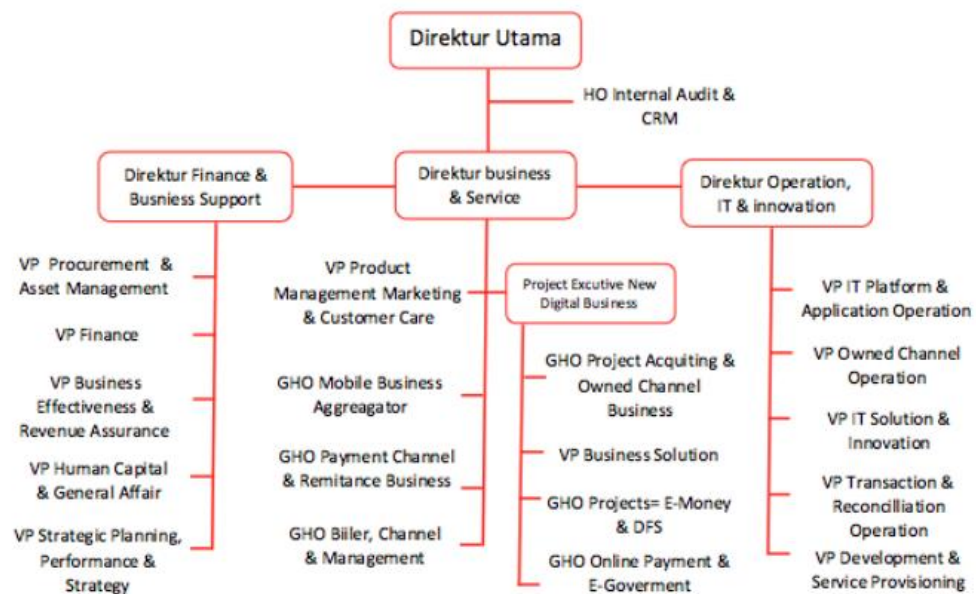 Direktur Utama
HO Internal Audit &
CRM
Direktur Finance &
Busniess Support
Direktur business
& Service
Direktur Operation,
IT & innovation
VP Procurement &
Asset Management
VP Finance
VP Business
Effectiveness &
Revenue Assurance
VP Human Capital
& General Affair
VP Strategic Planning,
Performance &
Strategy
VP Product
Management Marketing
& Customer Care
GHO Mobile Business
Aggreagator
GHO Payment Channel
& Remitance Business
GHO Biiler, Channel
& Management
Project Excutive New
Digital Business
GHO Project Acquiting &
Owned Channel
Business
VP Business Solution
GHO Projects= E-Money
& DFS
GHO Online Payment &
E-Goverment
VP IT Platform &
Application Operation
VP Owned Channel
Operation
VP IT Solution &
Innovation
VP Transaction &
Reconcilliation
Operation
VP Development &
Service Provisioning